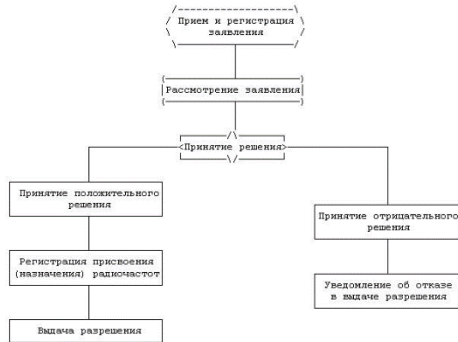 Прием и регистрация
заявления
Рассмотрение заявления
Принятие решения
Принятие положительного
решения
Принятие отрицательного
решения
Регистрация присвоения
(назначения) радиочастот
Уведомление об отказе
в выдаче разрешения
Выдача разрешения